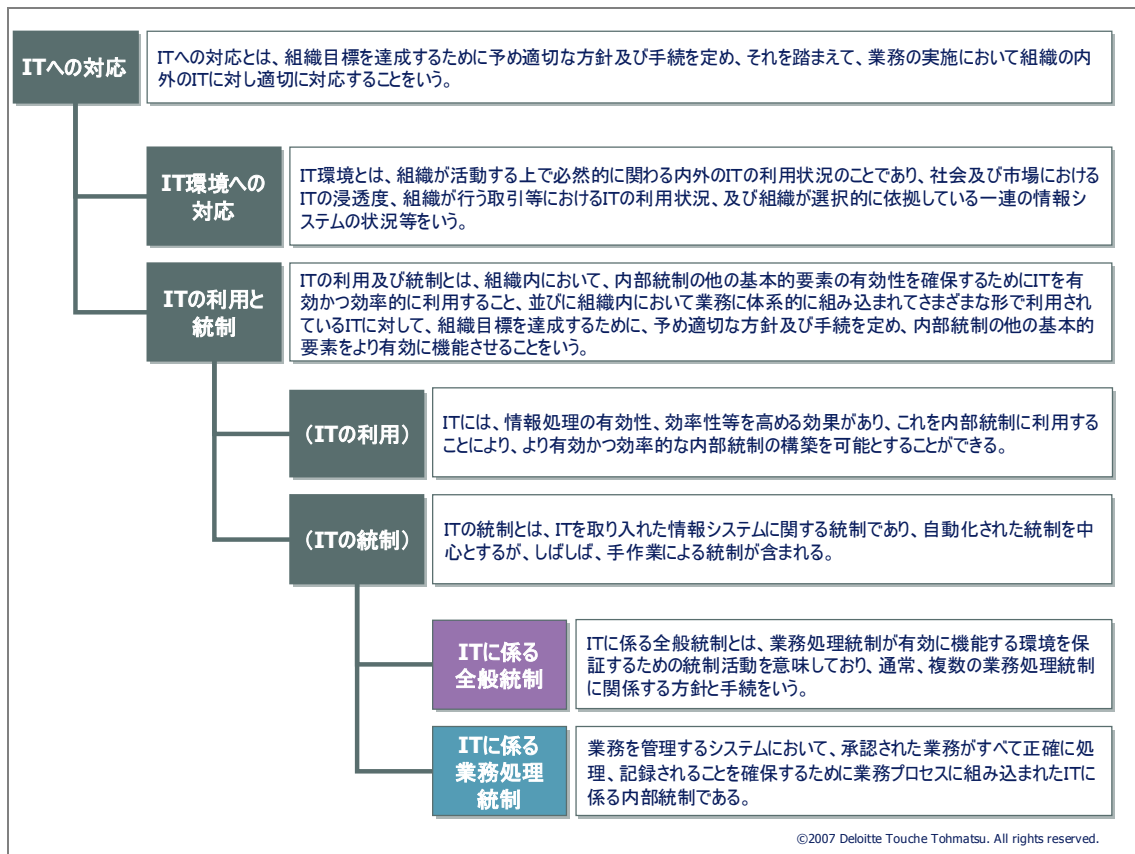 ITへの対応
ITへの対応とは、組織目標を達成するために予め適切な方針及び手続を定め、それを踏まえて、業務の実施において組織の内
外のITに対し適切に対応することをいう。
IT環境への
対応
IT環境とは、組織が活動する上で必然的に関わる内外のITの利用状況のことであり、社会及び市場における
ITの浸透度、組織が行う取引等におけるITの利用状況、及び組織が選択的に依拠している一連の情報シ
ステムの状況等をいう。
ITの利用と
統制
ITの利用及び統制とは、組織内において、内部統制の他の基本的要素の有効性を確保するためにITを有
効かつ効率的に利用すること、並びに組織内において業務に体系的に組み込まれてさまざまな形で利用され
ているITに対して、組織目標を達成するために、予め適切な方針及び手続を定め、内部統制の他の基本的
要素をより有効に機能させることをいう。
（ITの利用）
ITには、情報処理の有効性、効率性等を高める効果があり、これを内部統制に利用する
ことにより、より有効かつ効率的な内部統制の構築を可能とすることができる。
（ITの統制）
ITの統制とは、ITを取り入れた情報システムに関する統制であり、自動化された統制を中
心とするが、しばしば、手作業による統制が含まれる。
ITに係る
全般統制
ITに係る全般統制とは、業務処理統制が有効に機能する環境を保
証するための統制活動を意味しており、通常、複数の業務処理統制
に関係する方針と手続をいう。
ITに係る
業務処理
統制
業務を管理するシステムにおいて、承認された業務がすべて正確に処
理、記録されることを確保するために業務プロセスに組み込まれたITに
係る内部統制である。
©2007 Deloitte Touche Tohmatsu. All rights reserved.